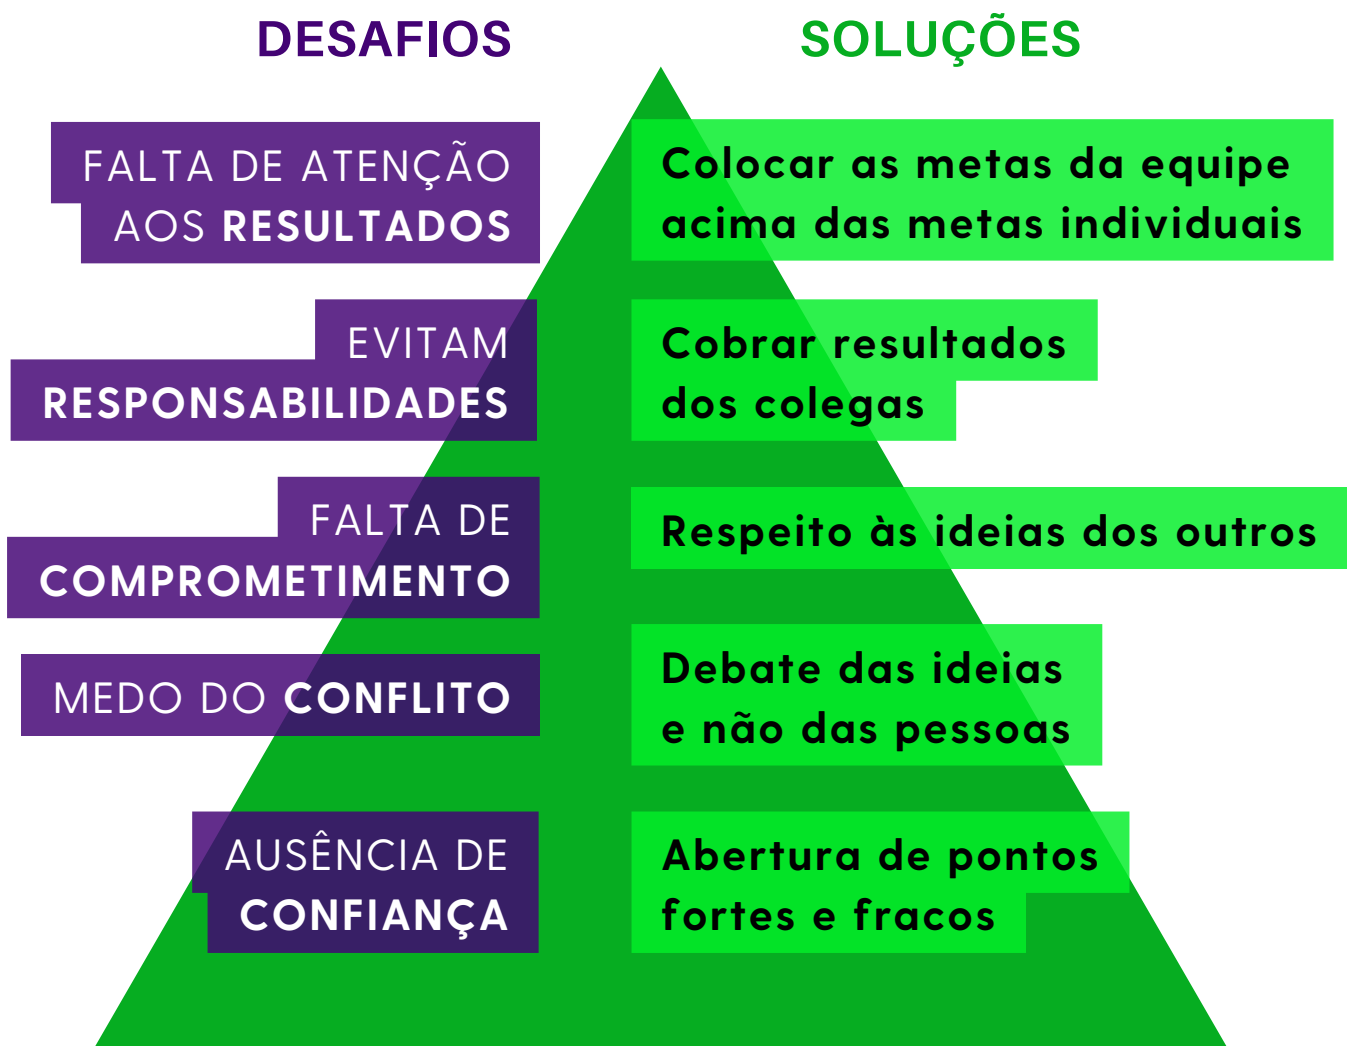 DESAFIOS
SOLUÇÕES
FALTA DE ATENÇÃO
AOS RESULTADOS
Colocar as metas da equipe
acima das metas individuais
EVITAM
RESPONSABILIDADES
Cobrar resultados
dos colegas
FALTA DE
COMPROMETIMENTO
Respeito às ideias dos outros
MEDO DO CONFLITO
Debate das ideias
e não das pessoas
AUSÊNCIA DE
CONFIANÇA
Abertura de pontos
fortes e fracos